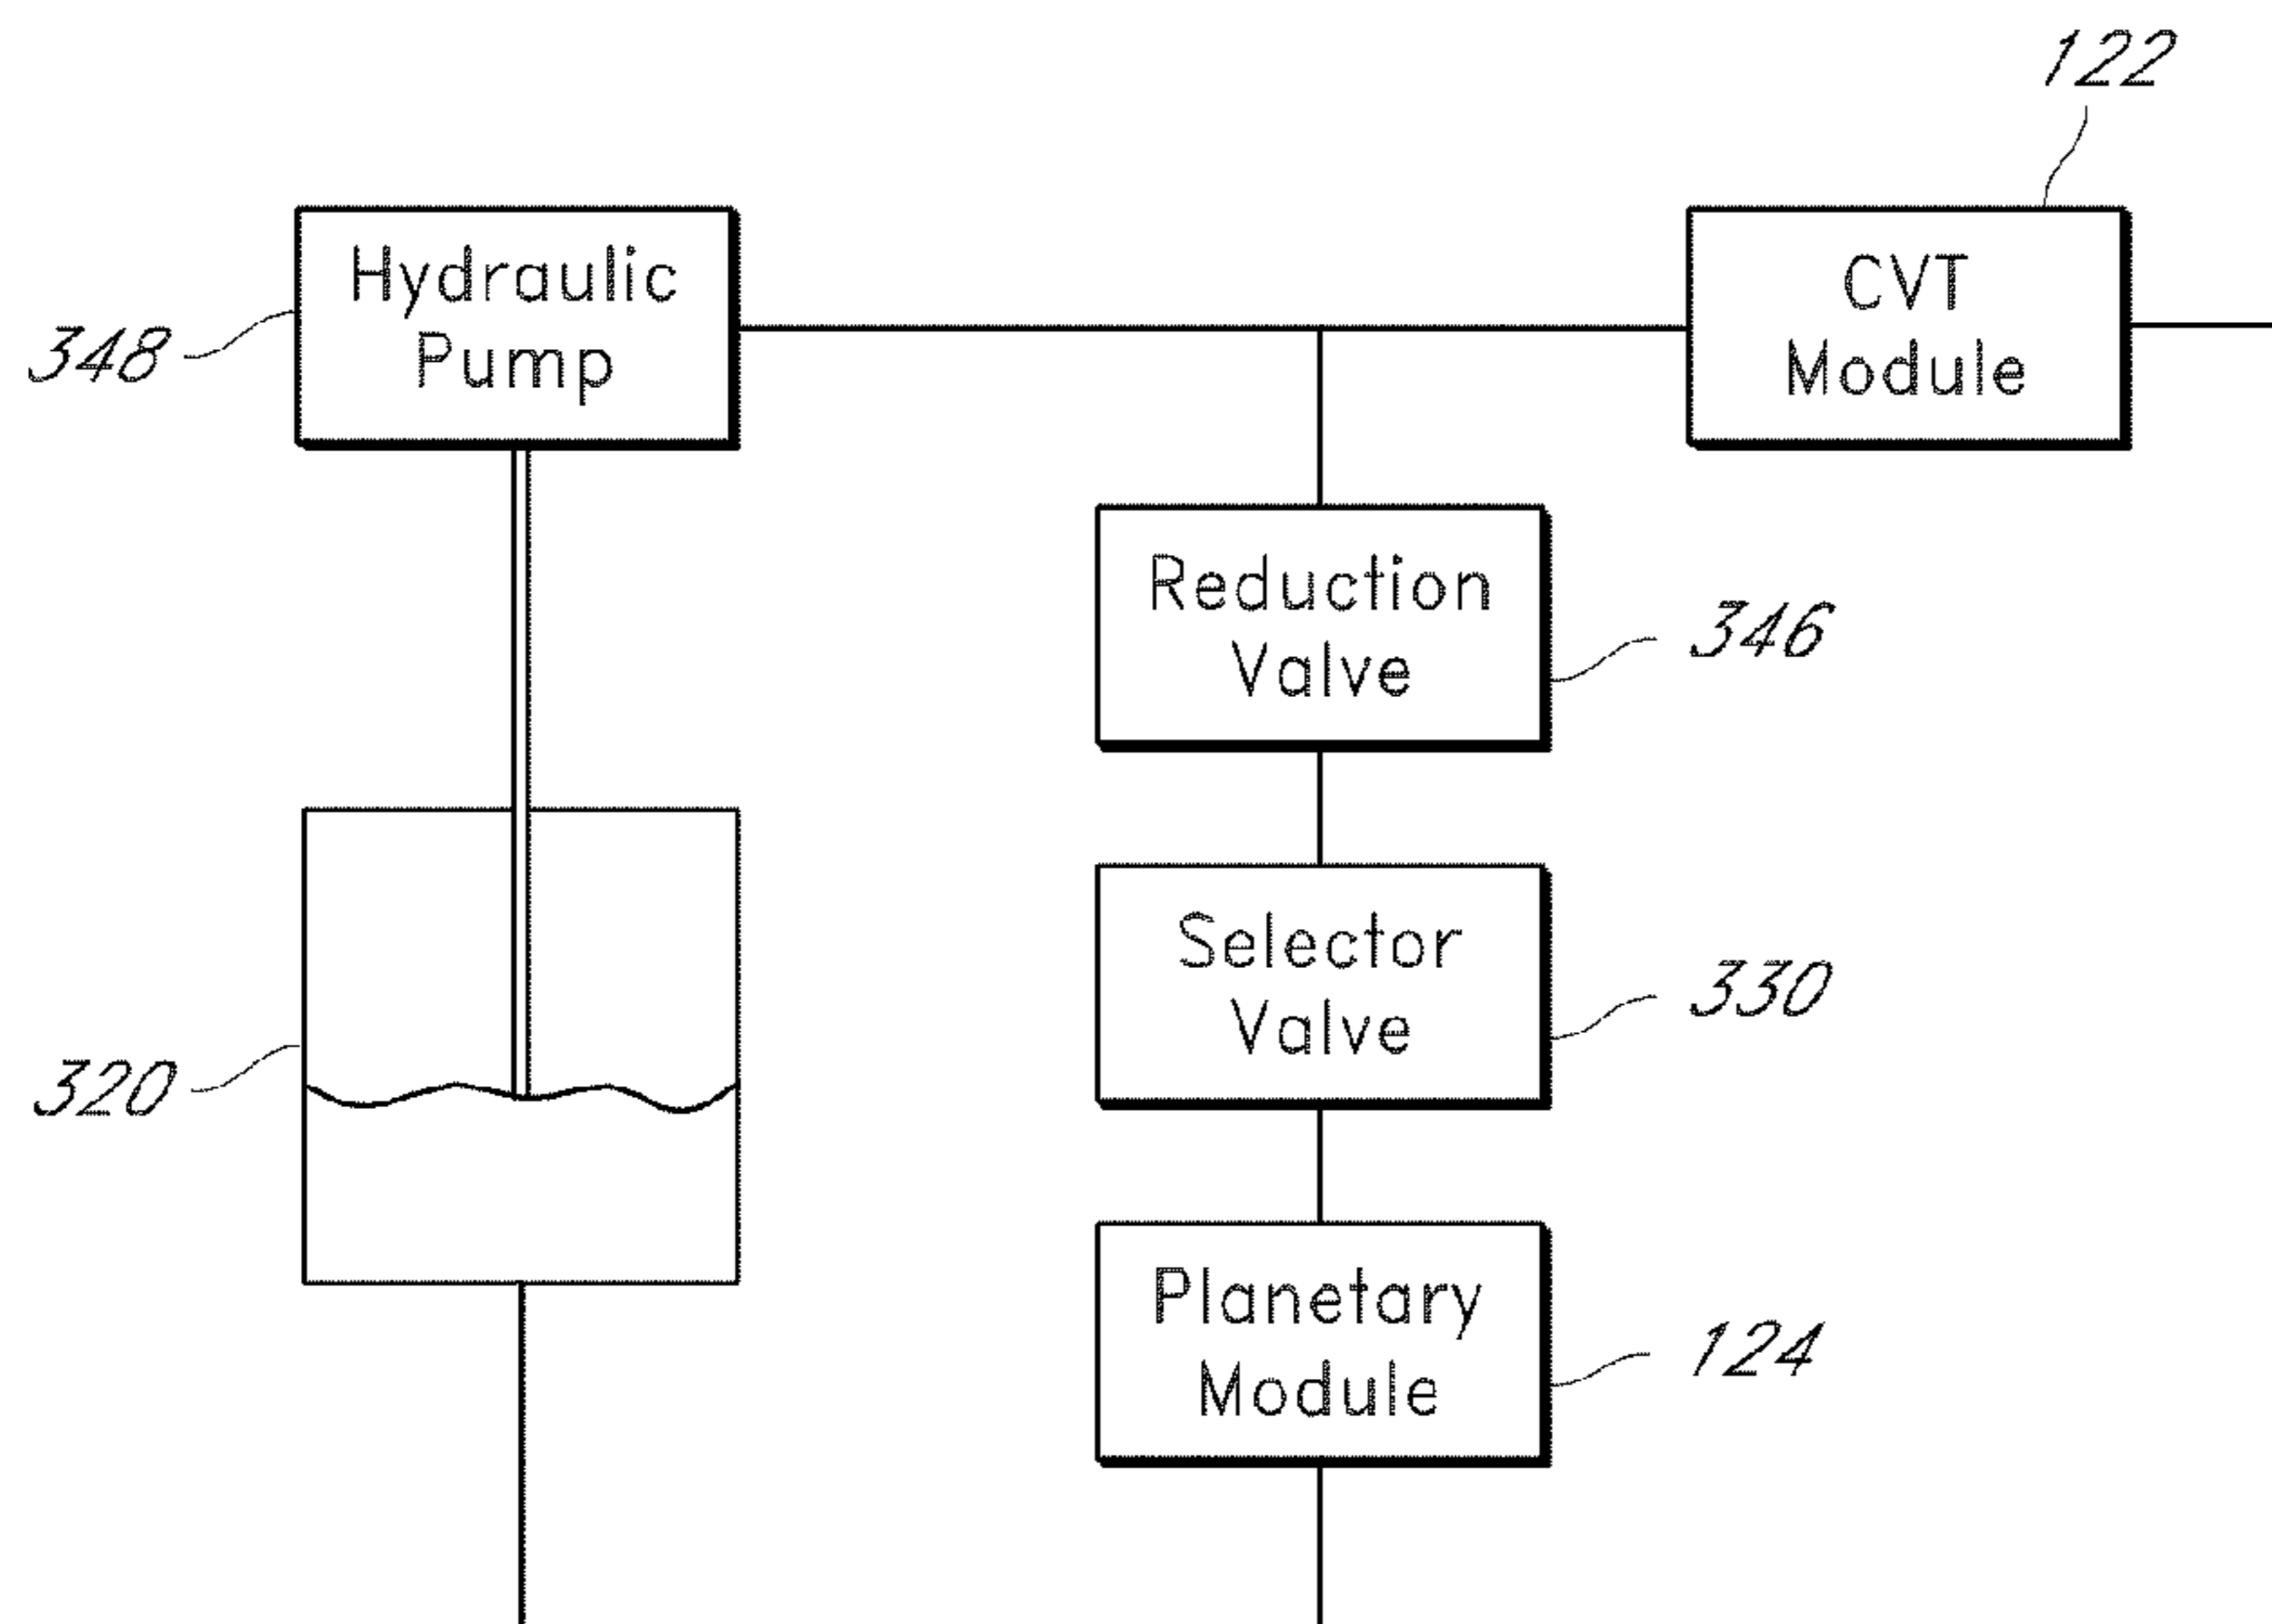 122
Hydraulic
Pump
CVT
Module
348
Reduction
Valve
346
Selector
Valve
330
320
Planetary
Module
124